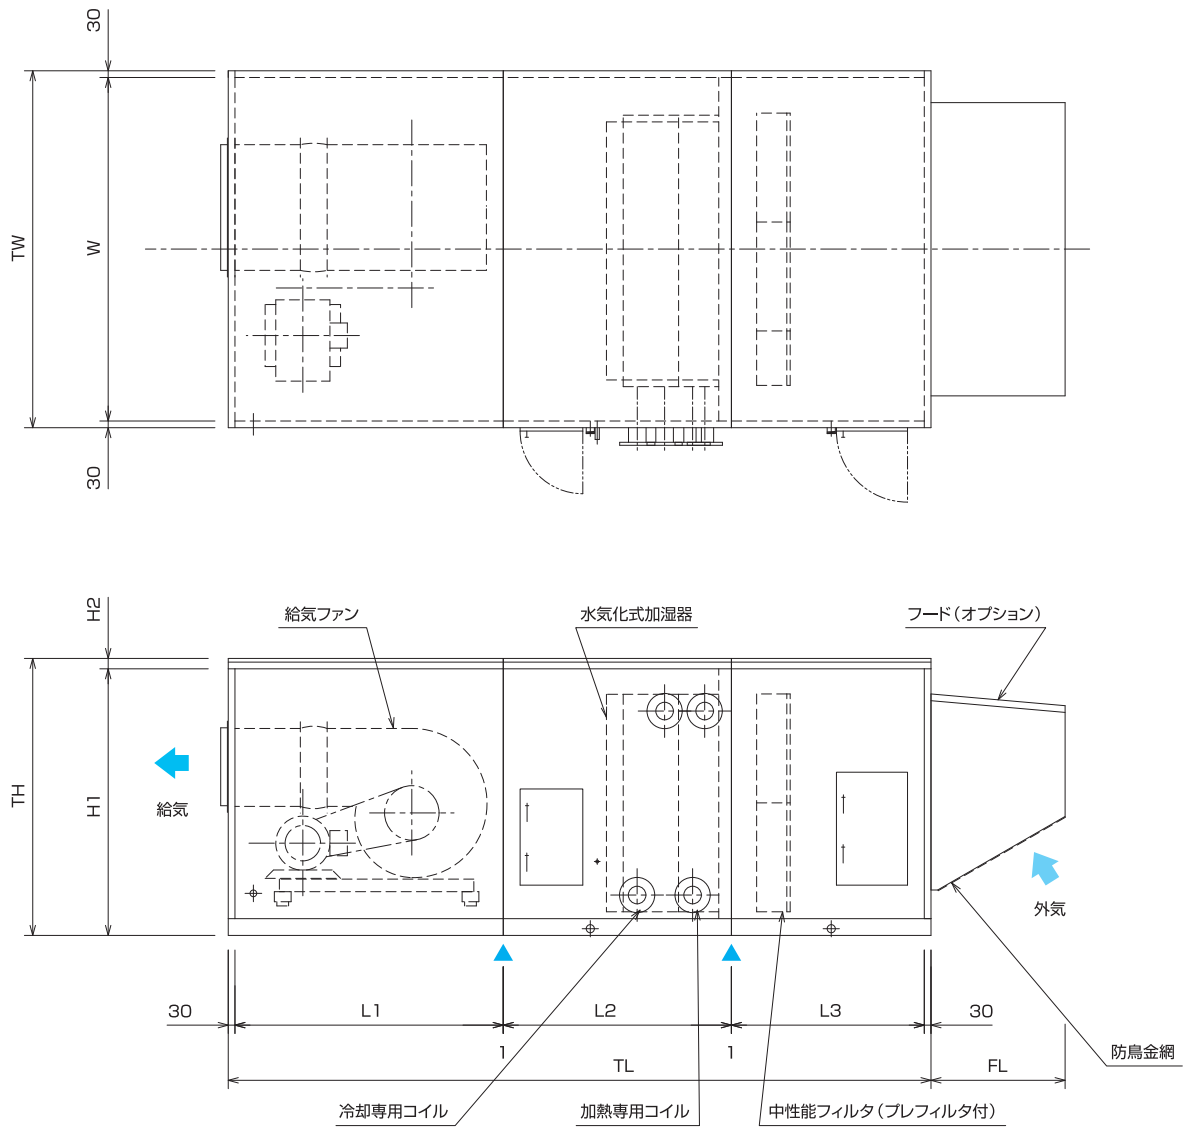 30
TW
W
30
H2
給気ファン
水気化式加湿器
フード（オプション）
TH
H1
給気
外気
30
L1
L2
L3
30
1
1
TL
FL
防鳥金網
冷却専用コイル
加熱専用コイル
中性能フィルタ（プレフィルタ付）